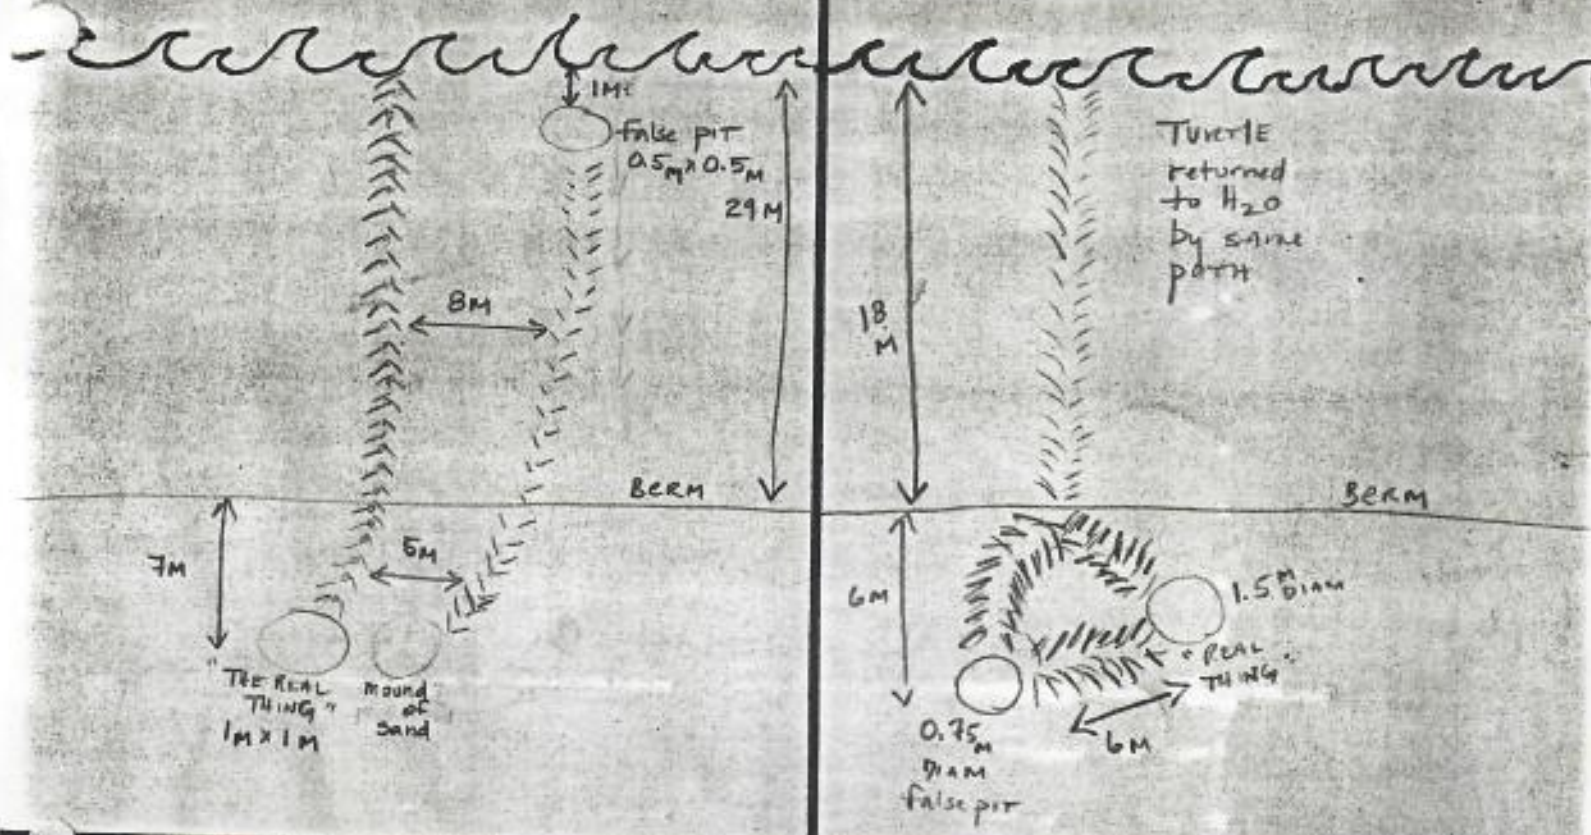 1M±
False pit
0.5M x 0.5M
29M
8M
BERM
7M
5M
"THE REAL
THING"
1M x 1M
mound
of
sand
TURTLE
returned
to H2O
by same
path
18
M
BERM
6M
1.5M
DIAM
"REAL
THING"
6M
0.75M
DIAM
false pit